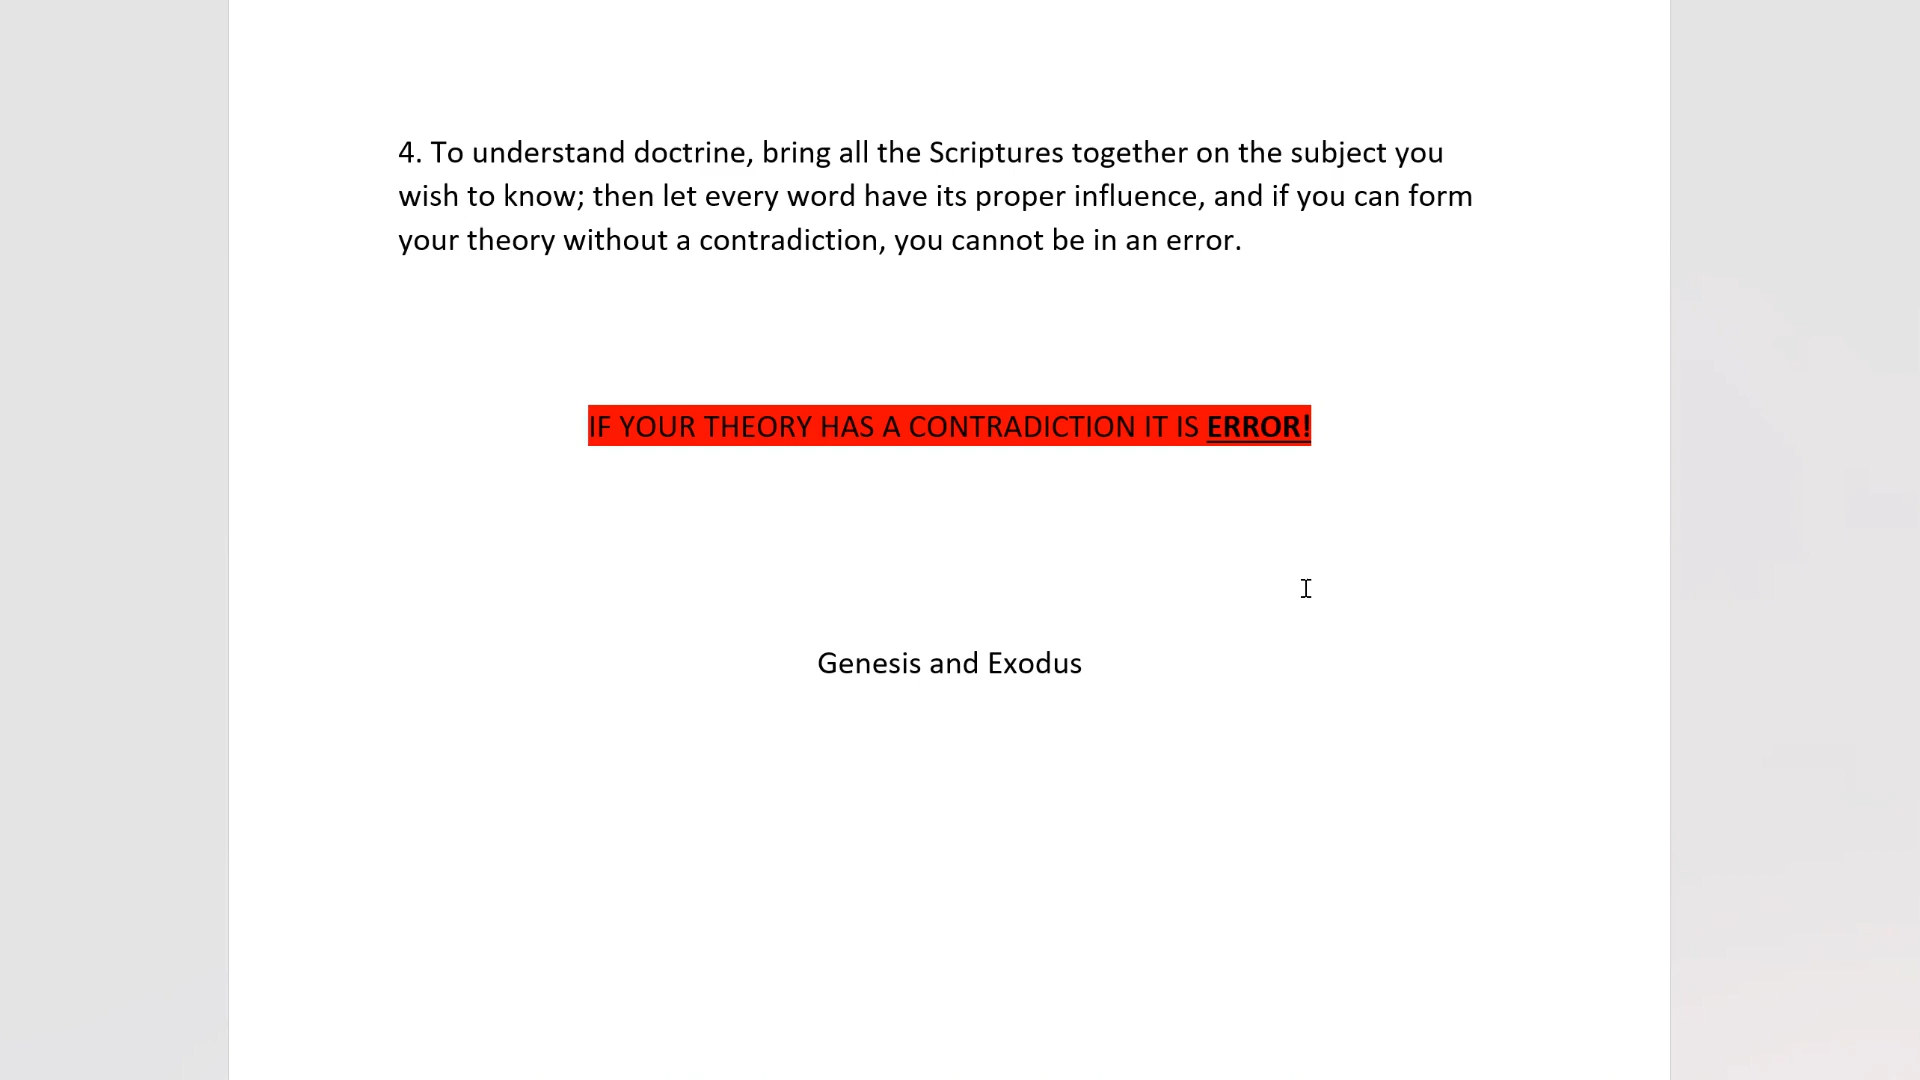 4. To understand doctrine, bring all the Scriptures together on the subject you
wish to know; then let every word have its proper influence, and if you can form
your theory without a contradiction, you cannot be in an error.
IF YOUR THEORY HAS A CONTRADICTION IT IS ERROR!
Genesis and Exodus